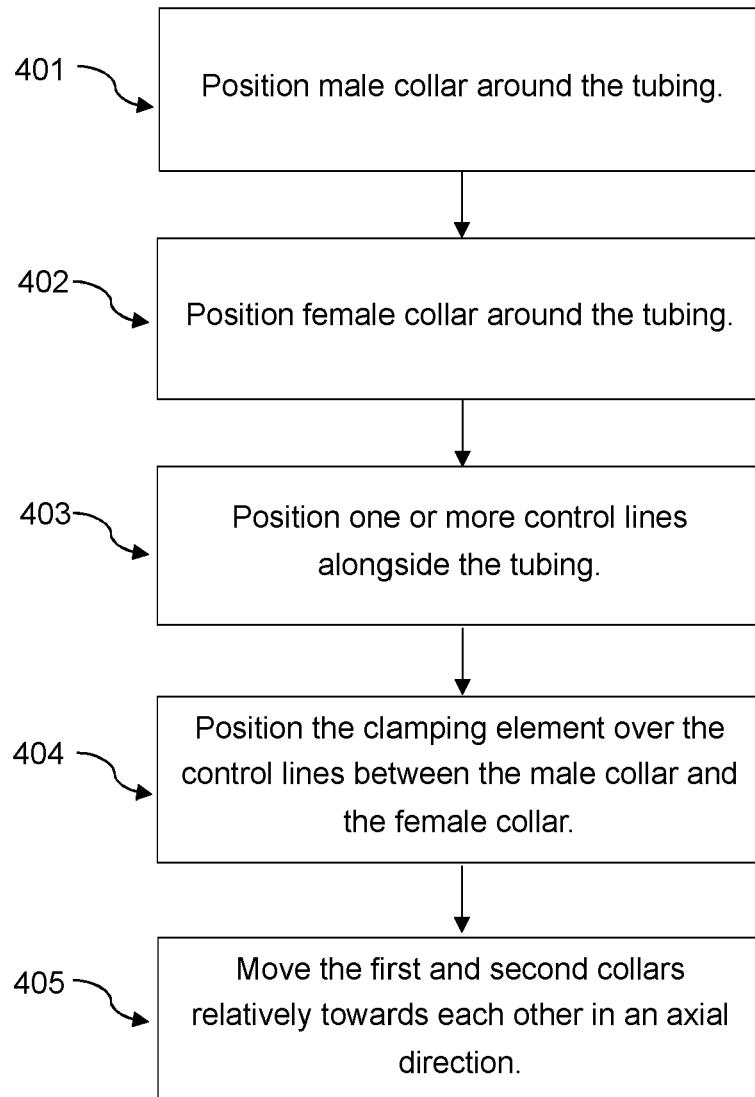 401
Position male collar around the tubing.
402
Position female collar around the tubing.
403
Position one or more control lines
alongside the tubing.
404
Position the clamping element over the
control lines between the male collar and
the female collar.
405
Move the first and second collars
relatively towards each other in an axial
direction.